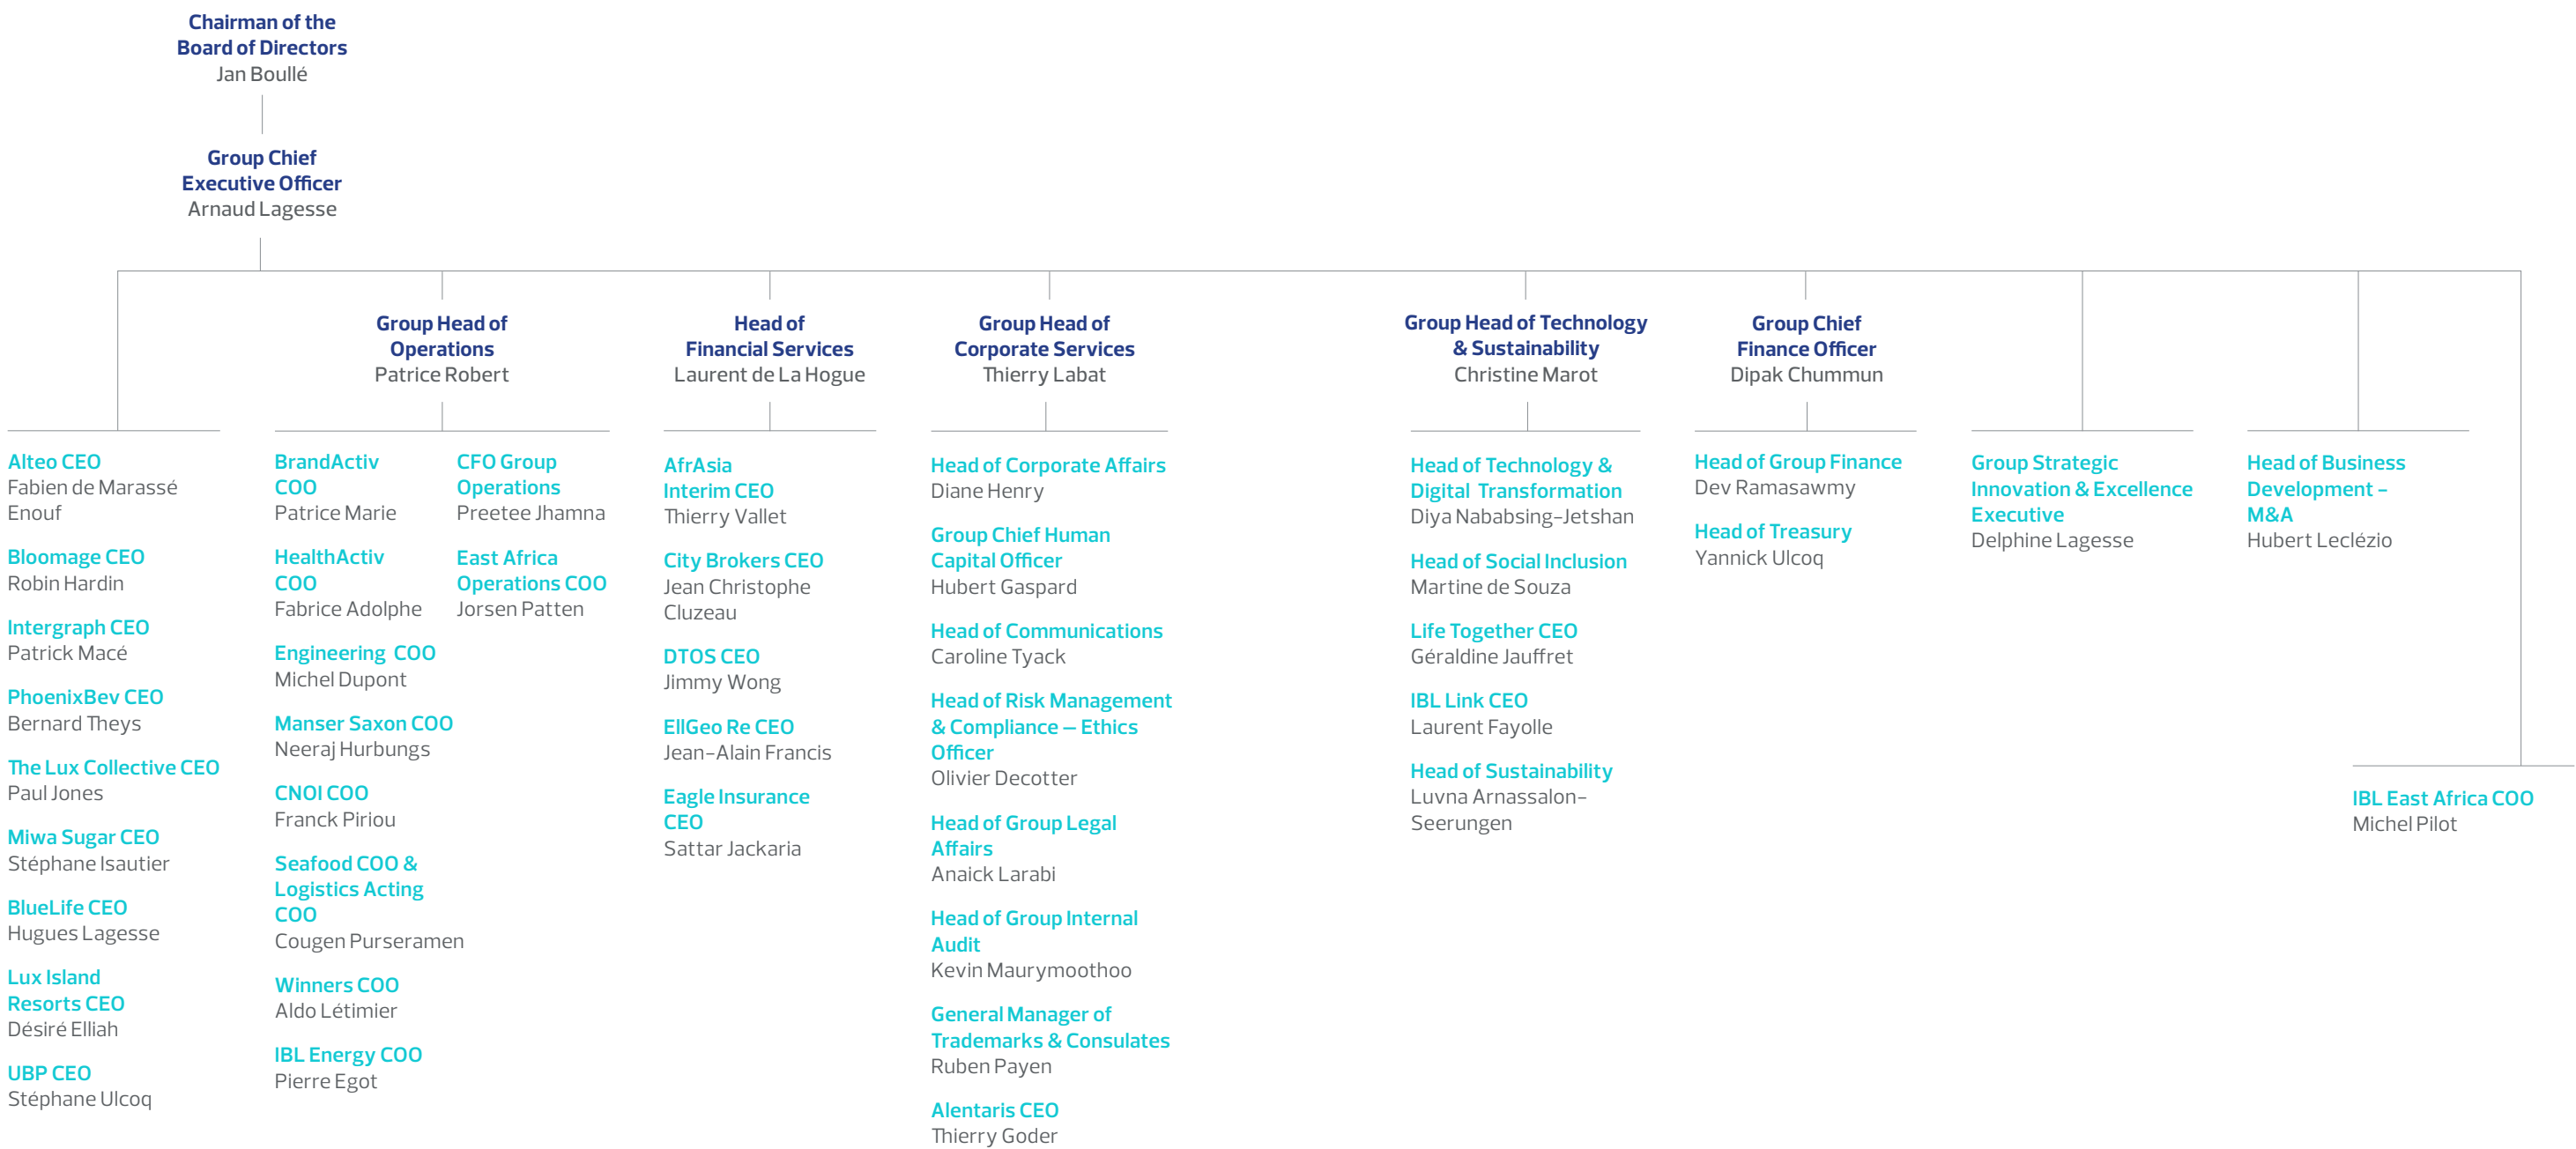 Chairman of the
Board of Directors
Jan Boullé
Group Chief
Executive Officer
Arnaud Lagesse
Group Head of
Operations
Patrice Robert
Head of
Financial Services
Laurent de La Hogue
Group Head of
Corporate Services
Thierry Labat
Group Head of Technology
& Sustainability
Christine Marot
Group Chief
Finance Officer
Dipak Chummun
Alteo CEO
Fabien de Marassé
Enouf
Bloomage CEO
Robin Hardin
Intergraph CEO
Patrick Macé
PhoenixBev CEO
Bernard Theys
The Lux Collective CEO
Paul Jones
Miwa Sugar CEO
Stéphane Isautier
BlueLife CEO
Hugues Lagesse
Lux Island
Resorts CEO
Désiré Elliah
UBP CEO
Stéphane Ulcoq
BrandActiv
COO
Patrice Marie
HealthActiv
COO
Fabrice Adolphe
Engineering COO
Michel Dupont
Manser Saxon COO
Neeraj Hurbungs
CNOI COO
Franck Piriou
Seafood COO &
Logistics Acting
COO
Cougen Purseramen
Winners COO
Aldo Létimier
IBL Energy COO
Pierre Egot
CFO Group
Operations
Preetee Jhamna
East Africa
Operations COO
Jorsen Patten
AfrAsia
Interim CEO
Thierry Vallet
City Brokers CEO
Jean Christophe
Cluzeau
DTOS CEO
Jimmy Wong
EllGeo Re CEO
Jean-Alain Francis
Eagle Insurance
CEO
Sattar Jackaria
Head of Corporate Affairs
Diane Henry
Group Chief Human
Capital Officer
Hubert Gaspard
Head of Communications
Caroline Tyack
Head of Risk Management
& Compliance – Ethics
Officer
Olivier Decotter
Head of Group Legal
Affairs
Anaick Larabi
Head of Group Internal
Audit
Kevin Maurymoothoo
General Manager of
Trademarks & Consulates
Ruben Payen
Alentaris CEO
Thierry Goder
Head of Technology &
Digital Transformation
Diya Nababsing-Jetshan
Head of Social Inclusion
Martine de Souza
Life Together CEO
Géraldine Jauffret
IBL Link CEO
Laurent Fayolle
Head of Sustainability
Luvna Arnassalon-
Seerungen
Head of Group Finance
Dev Ramasawmy
Head of Treasury
Yannick Ulcoq
Group Strategic
Innovation & Excellence
Executive
Delphine Lagesse
Head of Business
Development -
M&A
Hubert Leclézio
IBL East Africa COO
Michel Pilot